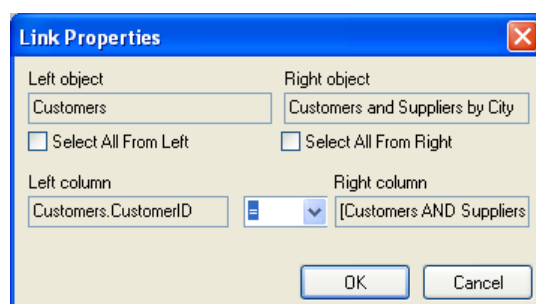 Link Properties
Left object Right object
Customers Customers and Suppliers by City
Select All From Left Select All From Right
Left column Right column
Customers.CustomerID = [Customers AND Suppliers
OK Cancel